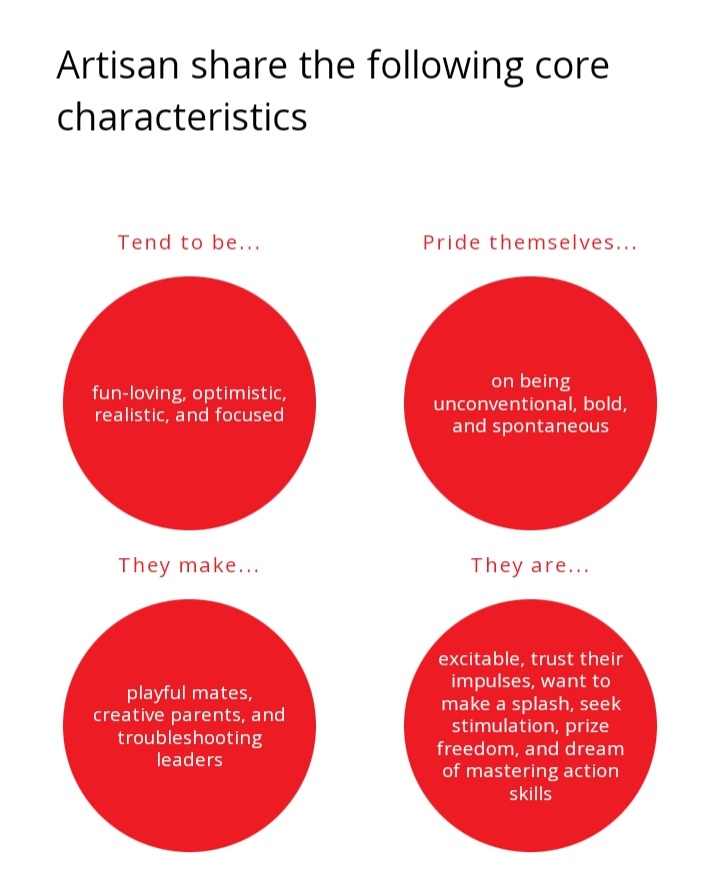 Artisan share the following core
characteristics
Tend to be...
fun-loving, optimistic,
realistic, and focused
Pride themselves...
on being
unconventional, bold,
and spontaneous
They make...
playful mates,
creative parents, and
troubleshooting
leaders
They are...
excitable, trust their
impulses, want to
make a splash, seek
stimulation, prize
freedom, and dream
of mastering action
skills